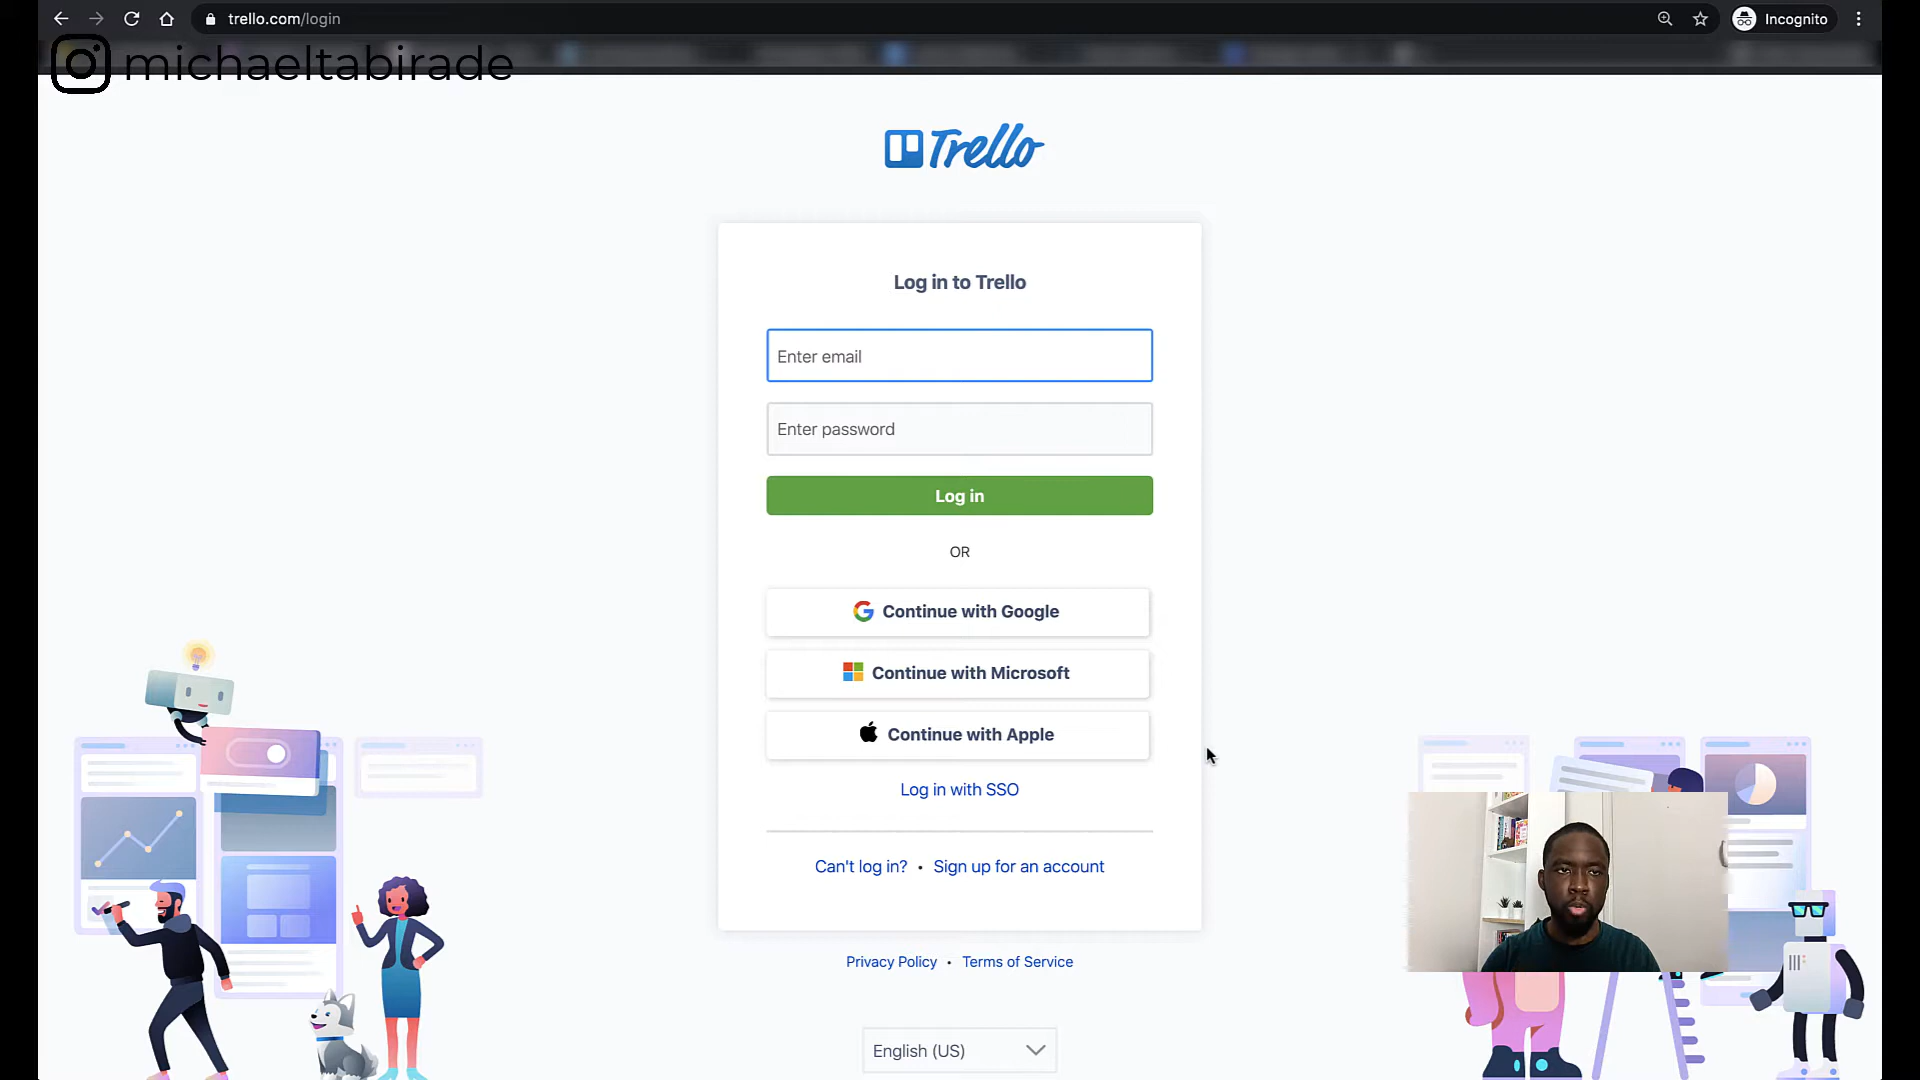 trello.com/login
Incognito
michaeltabirade
Trello
Log in to Trello
Enter email
Enter password
Log in
OR
Continue with Google
Continue with Microsoft
Continue with Apple
Log in with SSO
Can't log in? • Sign up for an account
Privacy Policy • Terms of Service
English (US)